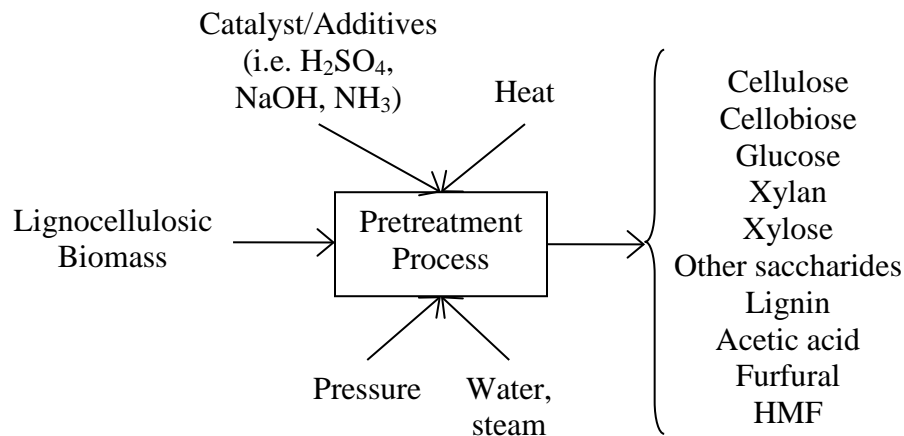 Catalyst/Additives
(i.e. H₂SO₄,
NaOH, NH₃)
Heat
Lignocellulosic
Biomass
Pretreatment
Process
Pressure
Water,
steam
Cellulose
Cellobiose
Glucose
Xylan
Xylose
Other saccharides
Lignin
Acetic acid
Furfural
HMF